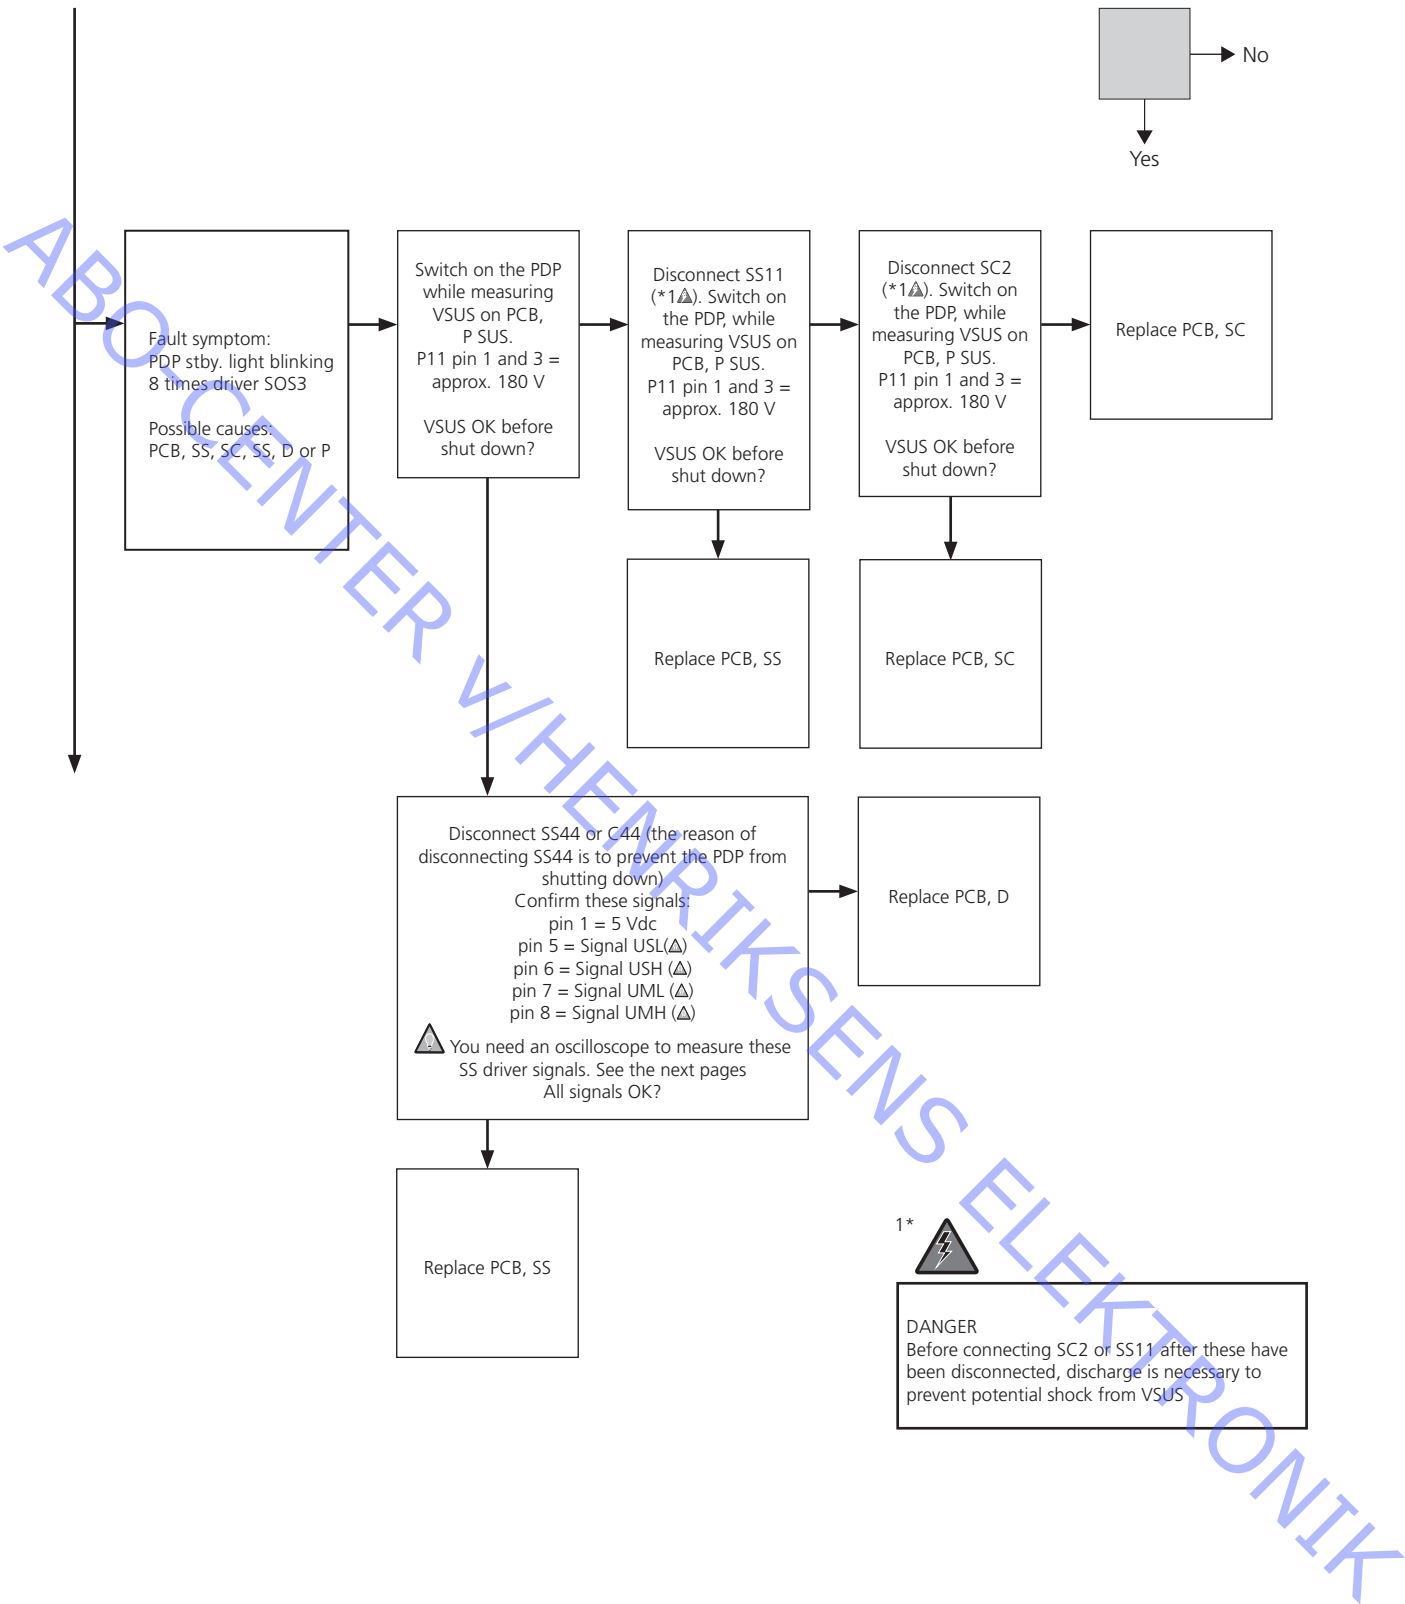 No
Yes
Fault symptom:
PDP stby. light blinking
8 times driver SOS3
Possible causes:
PCB, SS, SC, SS, D or P
Switch on the PDP
while measuring
VSUS on PCB,
P SUS.
P11 pin 1 and 3 =
approx. 180 V
VSUS OK before
shut down?
Disconnect SS11
(*1). Switch on
the PDP, while
measuring VSUS on
PCB, P SUS.
P11 pin 1 and 3 =
approx. 180 V
VSUS OK before
shut down?
Disconnect SC2
(*1). Switch on
the PDP, while
measuring VSUS on
PCB, P SUS.
P11 pin 1 and 3 =
approx. 180 V
VSUS OK before
shut down?
Replace PCB, SC
Replace PCB, SS
Replace PCB, SC
Disconnect SS44 or C44 (the reason of
disconnecting SS44 is to prevent the PDP from
shutting down)
Confirm these signals:
pin 1 = 5 Vdc
pin 5 = Signal USL(⚠)
pin 6 = Signal USH (⚠)
pin 7 = Signal UML (⚠)
pin 8 = Signal UMH (⚠)
You need an oscilloscope to measure these
SS driver signals. See the next pages
All signals OK?
Replace PCB, D
Replace PCB, SS
1*
DANGER
Before connecting SC2 or SS11 after these have
been disconnected, discharge is necessary to
prevent potential shock from VSUS
ABO-CENTER v/HENRIKSENS ELEKTRONIK